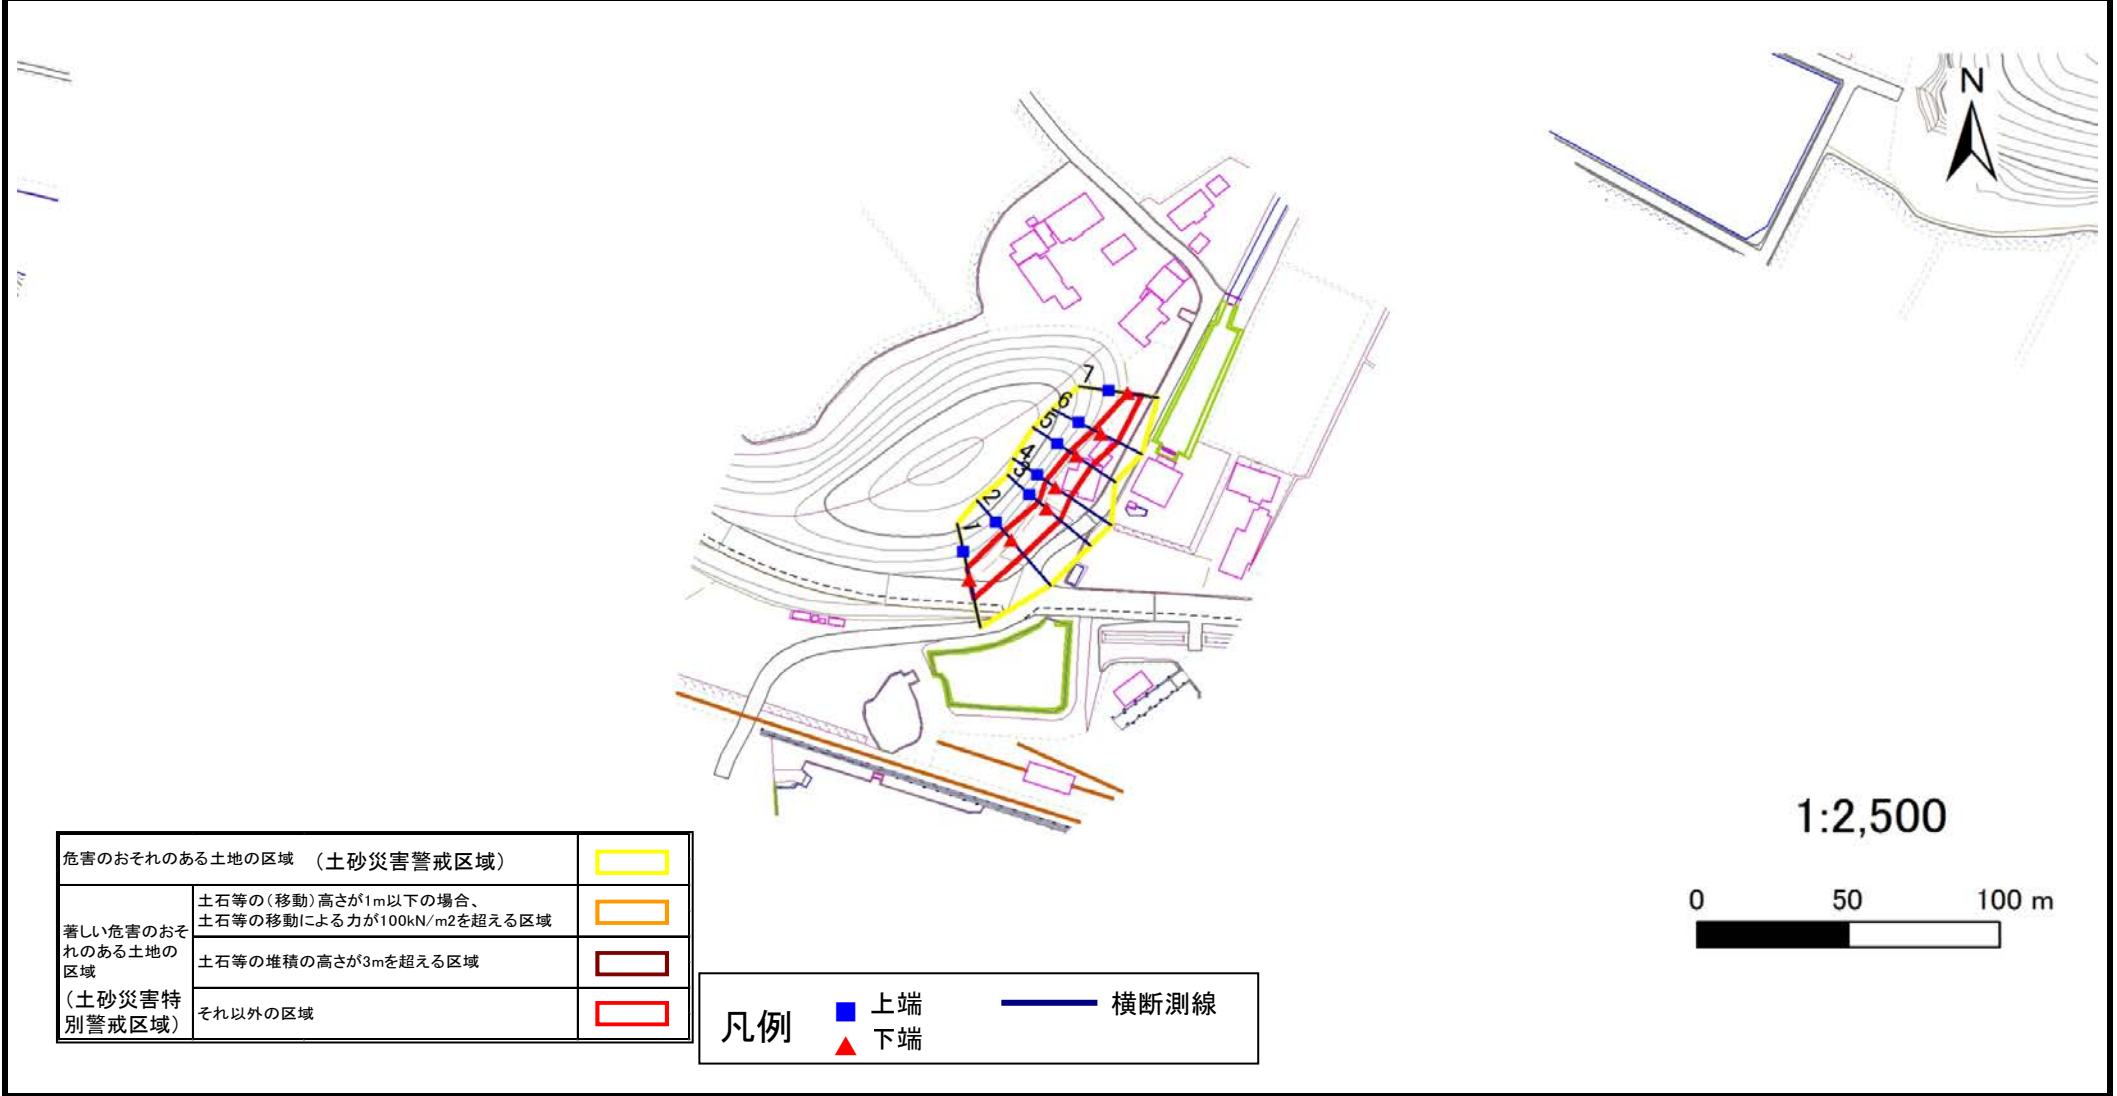 N
7
6
5
4
3
2
1
1:2,500
0 50 100 m
危害のおそれのある土地の区域 (土砂災害警戒区域)
著しい危害のおそ
れのある土地の
区域
(土砂災害特
別警戒区域)
土石等の(移動)高さが1m以下の場合、
土石等の移動による力が100kN/m2を超える区域
土石等の堆積の高さが3mを超える区域
それ以外の区域
凡例
上端
下端
横断測線